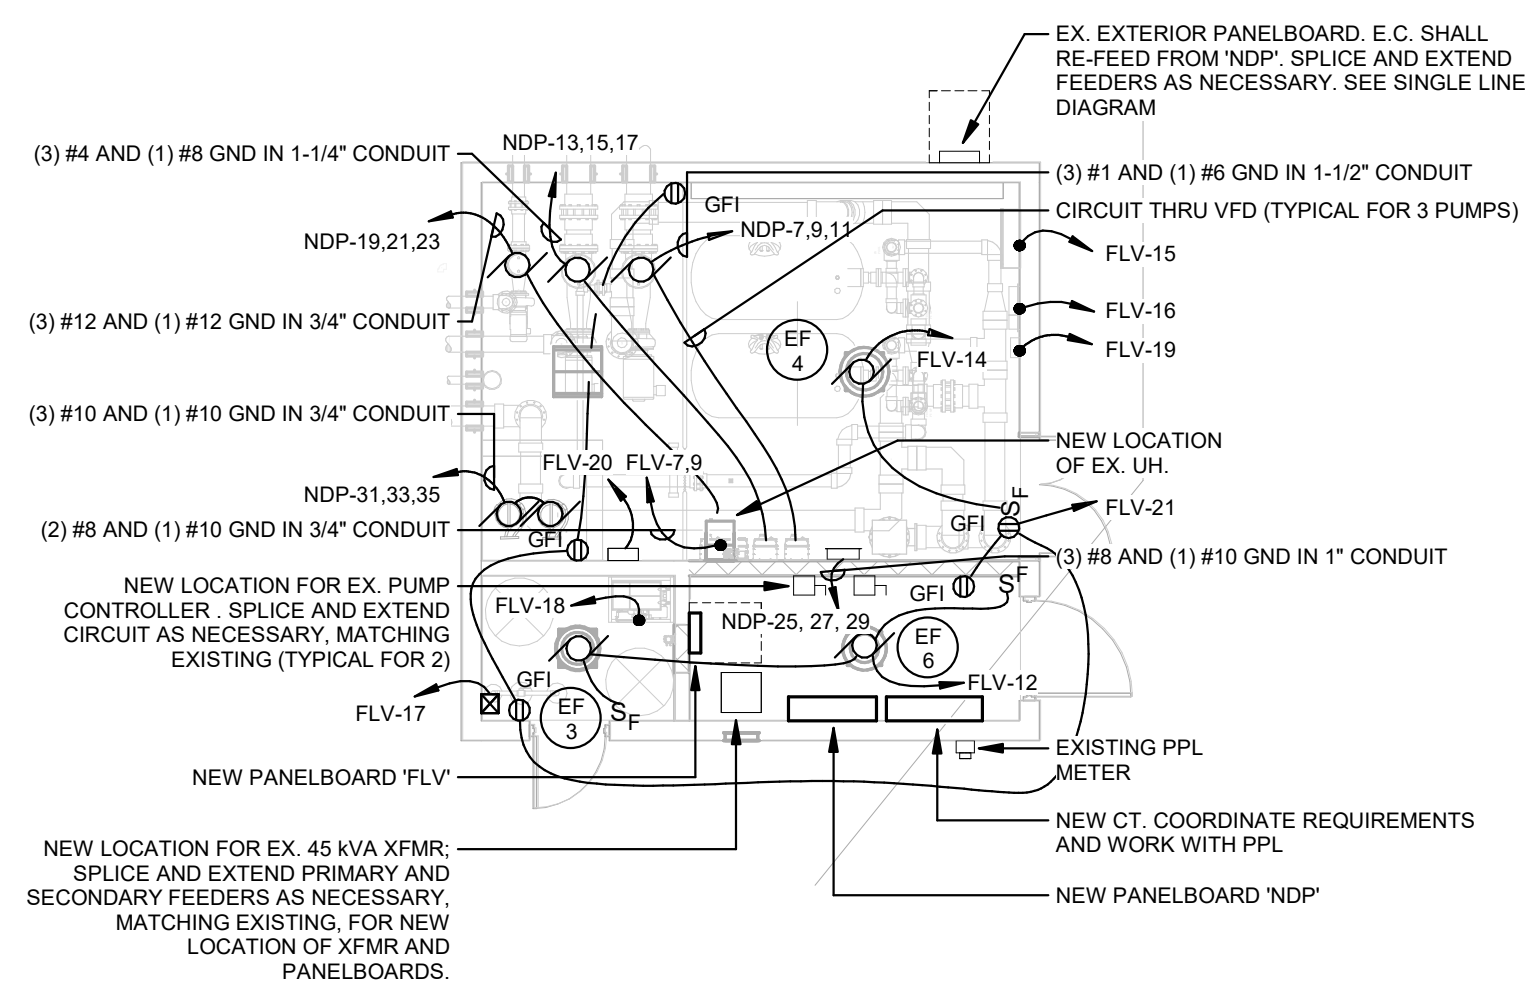 EX. EXTERIOR PANELBOARD. E.C. SHALL
RE-FEED FROM 'NDP'. SPLICE AND EXTEND
FEEDERS AS NECESSARY. SEE SINGLE LINE
DIAGRAM
NDP-13,15,17
(3) #4 AND (1) #8 GND IN 1-1/4" CONDUIT
(3) #1 AND (1) #6 GND IN 1-1/2" CONDUIT
GFI
CIRCUIT THRU VFD (TYPICAL FOR 3 PUMPS)
NDP-19,21,23
NDP-7,9,11
FLV-15
FLV-16
(3) #12 AND (1) #12 GND IN 3/4" CONDUIT
EF
4
FLV-14
FLV-19
(3) #10 AND (1) #10 GND IN 3/4" CONDUIT
NEW LOCATION
OF EX. UH.
FLV-20
FLV-7,9
NDP-31,33,35
SF
FLV-21
GFI
(2) #8 AND (1) #10 GND IN 3/4" CONDUIT
GFI
(3) #8 AND (1) #10 GND IN 1" CONDUIT
NEW LOCATION FOR EX. PUMP
CONTROLLER . SPLICE AND EXTEND
CIRCUIT AS NECESSARY, MATCHING
EXISTING (TYPICAL FOR 2)
GFI
SF
FLV-18
NDP-25, 27, 29
EF
6
GFI
FLV-12
FLV-17
EF
3
SF
EXISTING PPL
METER
NEW PANELBOARD 'FLV'
NEW CT. COORDINATE REQUIREMENTS
AND WORK WITH PPL
NEW LOCATION FOR EX. 45 kVA XFMR;
SPLICE AND EXTEND PRIMARY AND
SECONDARY FEEDERS AS NECESSARY,
MATCHING EXISTING, FOR NEW
LOCATION OF XFMR AND
PANELBOARDS.
NEW PANELBOARD 'NDP'